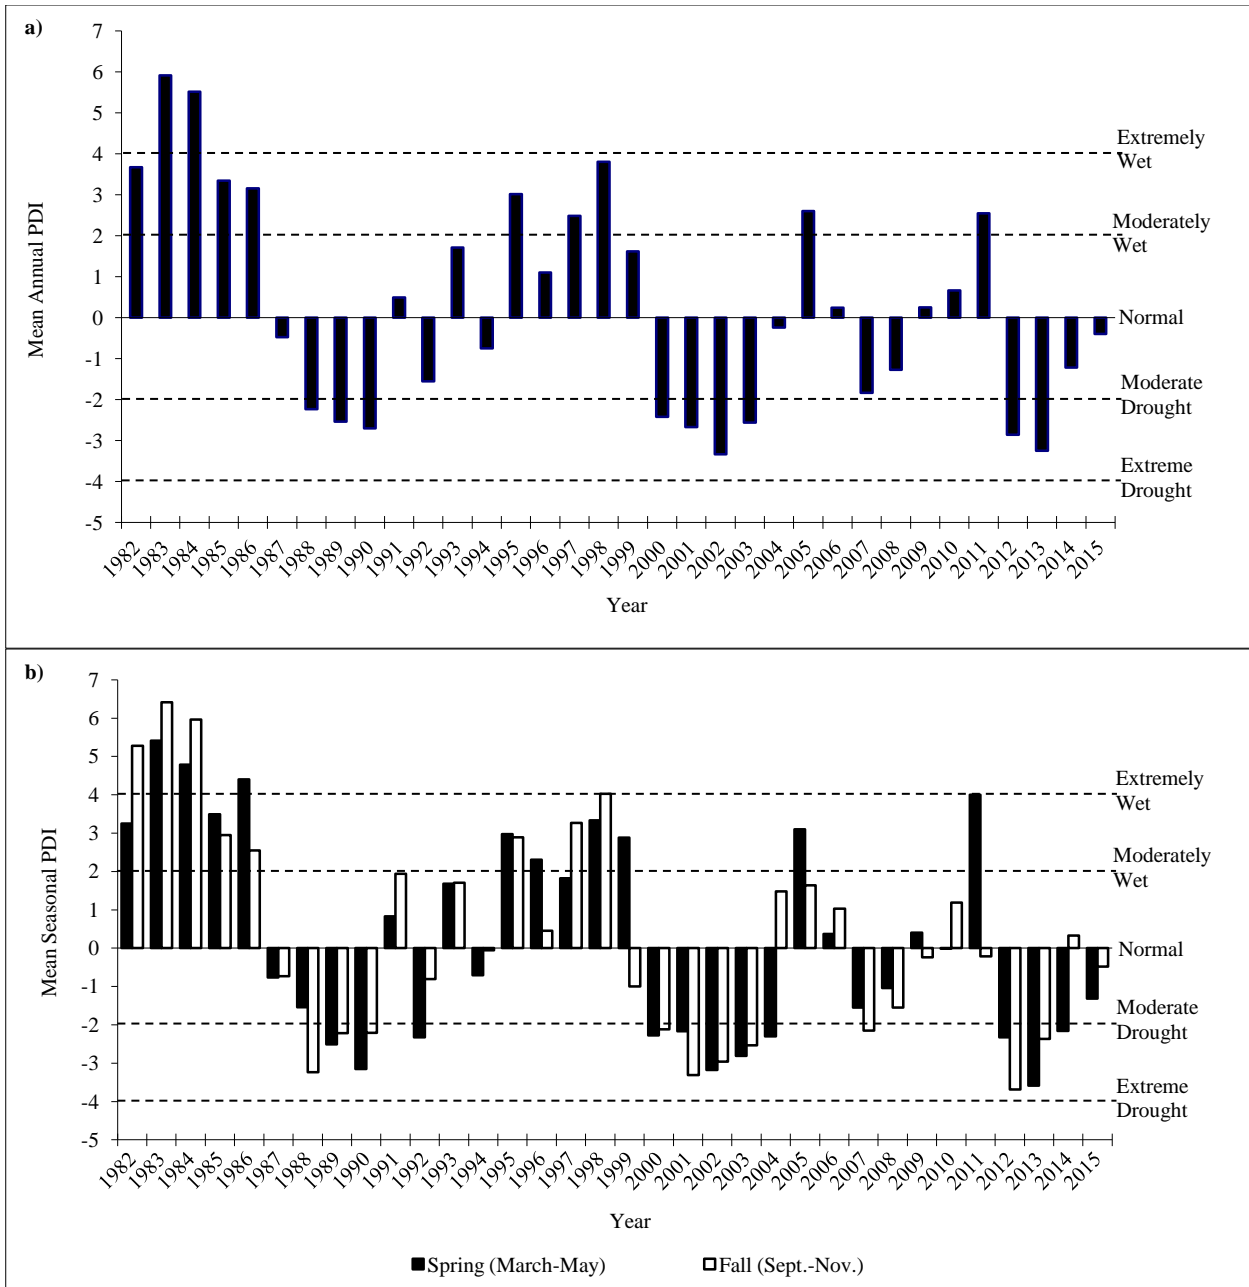 a)
7
6
5
4
3
2
1
0
-1
-2
-3
-4
-5
Mean Annual PDI
Extremely
Wet
Moderately
Wet
Normal
Moderate
Drought
Extreme
Drought
1982 1983 1984 1985 1986 1987 1988 1989 1990 1991 1992 1993 1994 1995 1996 1997 1998 1999 2000 2001 2002 2003 2004 2005 2006 2007 2008 2009 2010 2011 2012 2013 2014 2015
Year
b)
7
6
5
4
3
2
1
0
-1
-2
-3
-4
-5
Mean Seasonal PDI
Extremely
Wet
Moderately
Wet
Normal
Moderate
Drought
Extreme
Drought
1982 1983 1984 1985 1986 1987 1988 1989 1990 1991 1992 1993 1994 1995 1996 1997 1998 1999 2000 2001 2002 2003 2004 2005 2006 2007 2008 2009 2010 2011 2012 2013 2014 2015
Year
Spring (March-May) Fall (Sept.-Nov.)